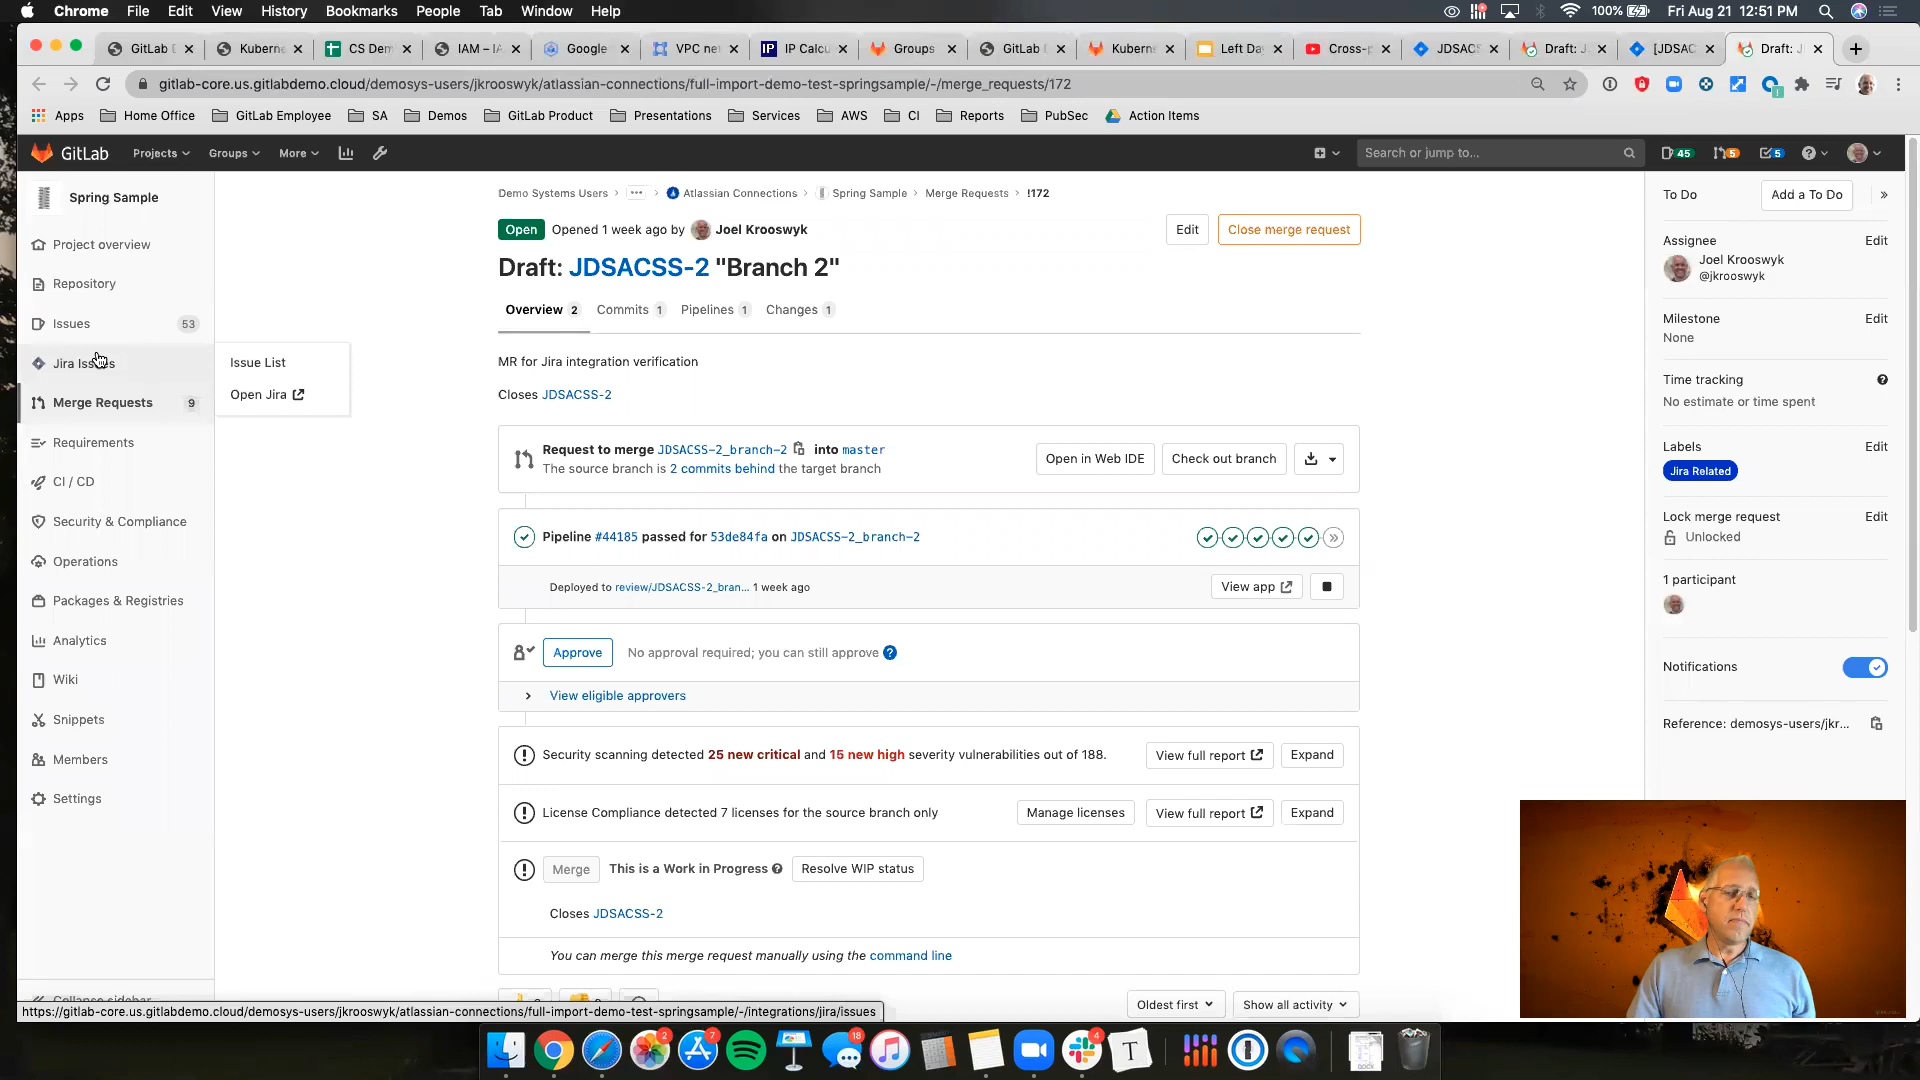 Chrome File Edit View History Bookmarks People Tab Window Help 100% Fri Aug 21 12:51 PM
GitLab Kuberne CS Dem IAM – I Google VPC ne IP Calcu Groups GitLab Kubern Left Da Cross-p JDSACS Draft: [JDSAC Draft: J
gitlab-core.us.gitlabdemo.cloud/demosys-users/jkrooswyk/atlassian-connections/full-import-demo-test-springsample/-/merge_requests/172
Apps Home Office GitLab Employee SA Demos GitLab Product Presentations Services AWS CI Reports PubSec Action Items
GitLab Projects Groups More Search or jump to... 45 5 5
Spring Sample
Project overview
Repository
Issues 53
Jira Issues
Merge Requests 9
Requirements
CI / CD
Security & Compliance
Operations
Packages & Registries
Analytics
Wiki
Snippets
Members
Settings
Collapse sidebar
Issue List
Open Jira
Demo Systems Users > ... > Atlassian Connections > Spring Sample > Merge Requests > !172
Open Opened 1 week ago by Joel Krooswyk Edit Close merge request
Draft: JDSACSS-2 "Branch 2"
Overview 2 Commits 1 Pipelines 1 Changes 1
MR for Jira integration verification
Closes JDSACSS-2
Request to merge JDSACSS-2_branch-2 into master
The source branch is 2 commits behind the target branch
Open in Web IDE Check out branch
Pipeline #44185 passed for 53de84fa on JDSACSS-2_branch-2
Deployed to review/JDSACSS-2_bran... 1 week ago View app
Approve No approval required; you can still approve
View eligible approvers
Security scanning detected 25 new critical and 15 new high severity vulnerabilities out of 188. View full report Expand
License Compliance detected 7 licenses for the source branch only Manage licenses View full report Expand
Merge This is a Work in Progress Resolve WIP status
Closes JDSACSS-2
You can merge this merge request manually using the command line
Oldest first Show all activity
To Do Add a To Do »
Assignee Edit
Joel Krooswyk
@jkrooswyk
Milestone Edit
None
Time tracking
No estimate or time spent
Labels Edit
Jira Related
Lock merge request Edit
Unlocked
1 participant
Notifications
Reference: demosys-users/jkr...
https://gitlab-core.us.gitlabdemo.cloud/demosys-users/jkrooswyk/atlassian-connections/full-import-demo-test-springsample/-/integrations/jira/issues
2 7 18 4